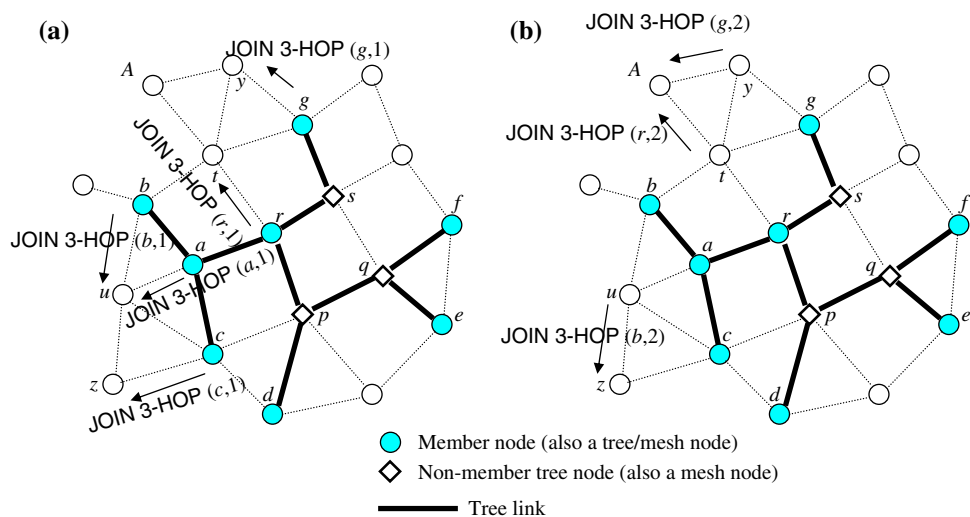 (a)
JOIN 3-HOP (g,1)
A
y
g
JOIN 3-HOP (r,1)
t
b
s
f
r
JOIN 3-HOP (b,1)
a
JOIN 3-HOP (a,1)
q
u
p
e
c
z
JOIN 3-HOP (c,1)
d
(b)
JOIN 3-HOP (g,2)
A
y
g
JOIN 3-HOP (r,2)
t
b
s
f
r
a
q
u
p
e
JOIN 3-HOP (b,2)
c
z
d
Member node (also a tree/mesh node)
Non-member tree node (also a mesh node)
Tree link